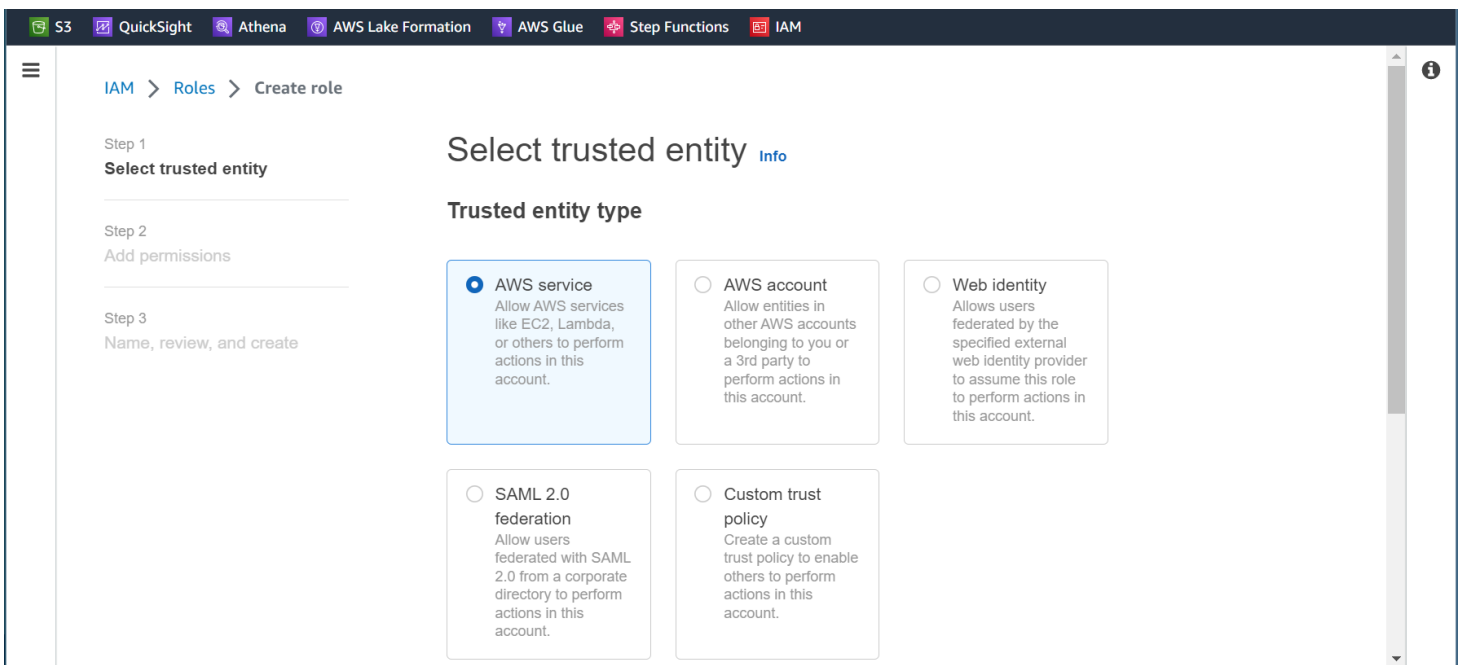 S3 QuickSight Athena AWS Lake Formation AWS Glue Step Functions IAM
IAM > Roles > Create role
Step 1
Select trusted entity
Step 2
Add permissions
Step 3
Name, review, and create
Select trusted entity Info
Trusted entity type
AWS service
Allow AWS services
like EC2, Lambda,
or others to perform
actions in this
account.
AWS account
Allow entities in
other AWS accounts
belonging to you or
a 3rd party to
perform actions in
this account.
Web identity
Allows users
federated by the
specified external
web identity provider
to assume this role
to perform actions in
this account.
SAML 2.0
federation
Allow users
federated with SAML
2.0 from a corporate
directory to perform
actions in this
account.
Custom trust
policy
Create a custom
trust policy to enable
others to perform
actions in this
account.